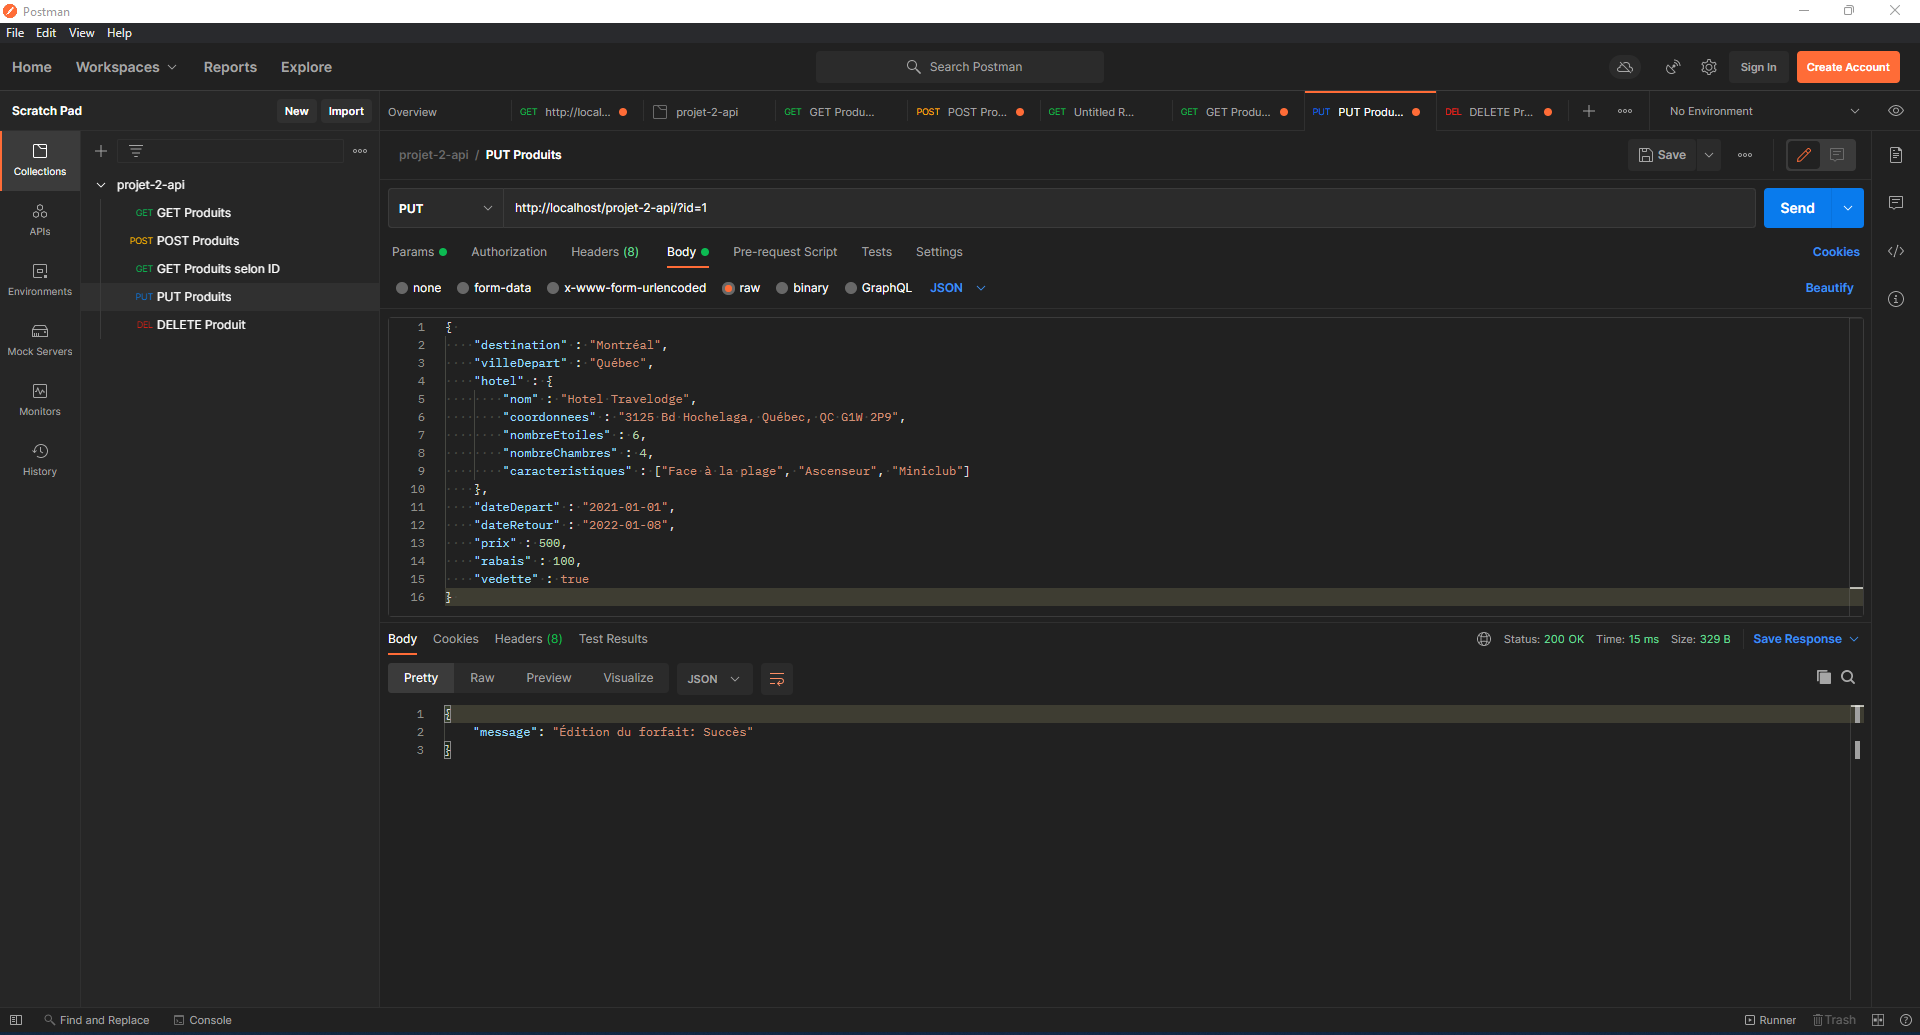 Postman
File Edit View Help
Home Workspaces Reports Explore Search Postman Sign In Create Account
Scratch Pad New Import
Overview GET http://local... projet-2-api GET GET Produ... POST POST Pro... GET Untitled R... GET GET Produ... PUT PUT Produ... DEL DELETE Pr... No Environment
projet-2-api / PUT Produits Save
Collections
APIs
Environments
Mock Servers
Monitors
History
projet-2-api
GET GET Produits
POST POST Produits
GET GET Produits selon ID
PUT PUT Produits
DEL DELETE Produit
PUT http://localhost/projet-2-api/?id=1 Send
Params Authorization Headers (8) Body Pre-request Script Tests Settings Cookies
none form-data x-www-form-urlencoded raw binary GraphQL JSON Beautify
1 {
2 "destination" : "Montréal",
3 "villeDepart" : "Québec",
4 "hotel" : {
5 "nom" : "Hotel Travelodge",
6 "coordonnees" : "3125 Bd Hochelaga, Québec, QC G1W 2P9",
7 "nombreEtoiles" : 6,
8 "nombreChambres" : 4,
9 "caracteristiques" : ["Face à la plage", "Ascenseur", "Miniclub"]
10 },
11 "dateDepart" : "2021-01-01",
12 "dateRetour" : "2022-01-08",
13 "prix" : 500,
14 "rabais" : 100,
15 "vedette" : true
16 }
Body Cookies Headers (8) Test Results Status: 200 OK Time: 15 ms Size: 329 B Save Response
Pretty Raw Preview Visualize JSON
1 {
2 "message": "Édition du forfait: Succès"
3 }
Find and Replace Console Runner Trash